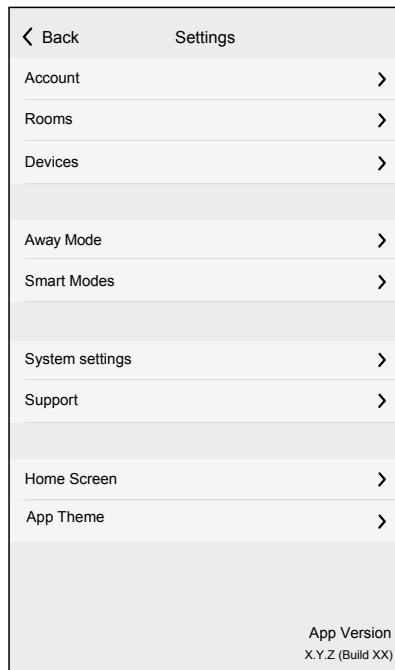 Back Settings
Account
Rooms
Devices
Away Mode
Smart Modes
System settings
Support
Home Screen
App Theme
App Version
X.Y.Z (Build XX)